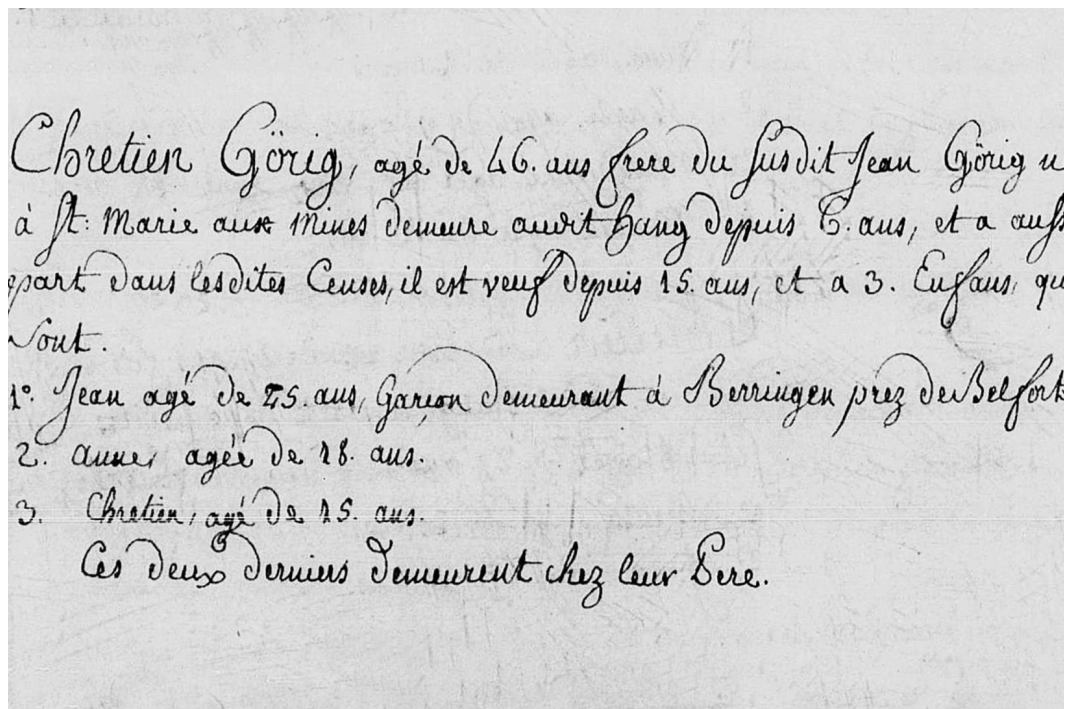 Chretien Görig, agé de 46. ans frere du susdit Jean Görig n
à St: Marie aux Mines demeure audit hang depuis 6. ans, et a auss
part dans lesdites Censes, il est veuf depuis 15. ans, et a 3. Enfans, qu
sont.
1º. Jean agé de 25. ans, Garcon demeurant à Berringen préz de Belfort
2. anne, agée de 18. ans.
3. Chretien, agé de 15. ans.
Ces deux derniers demeurent chez leur Pere.